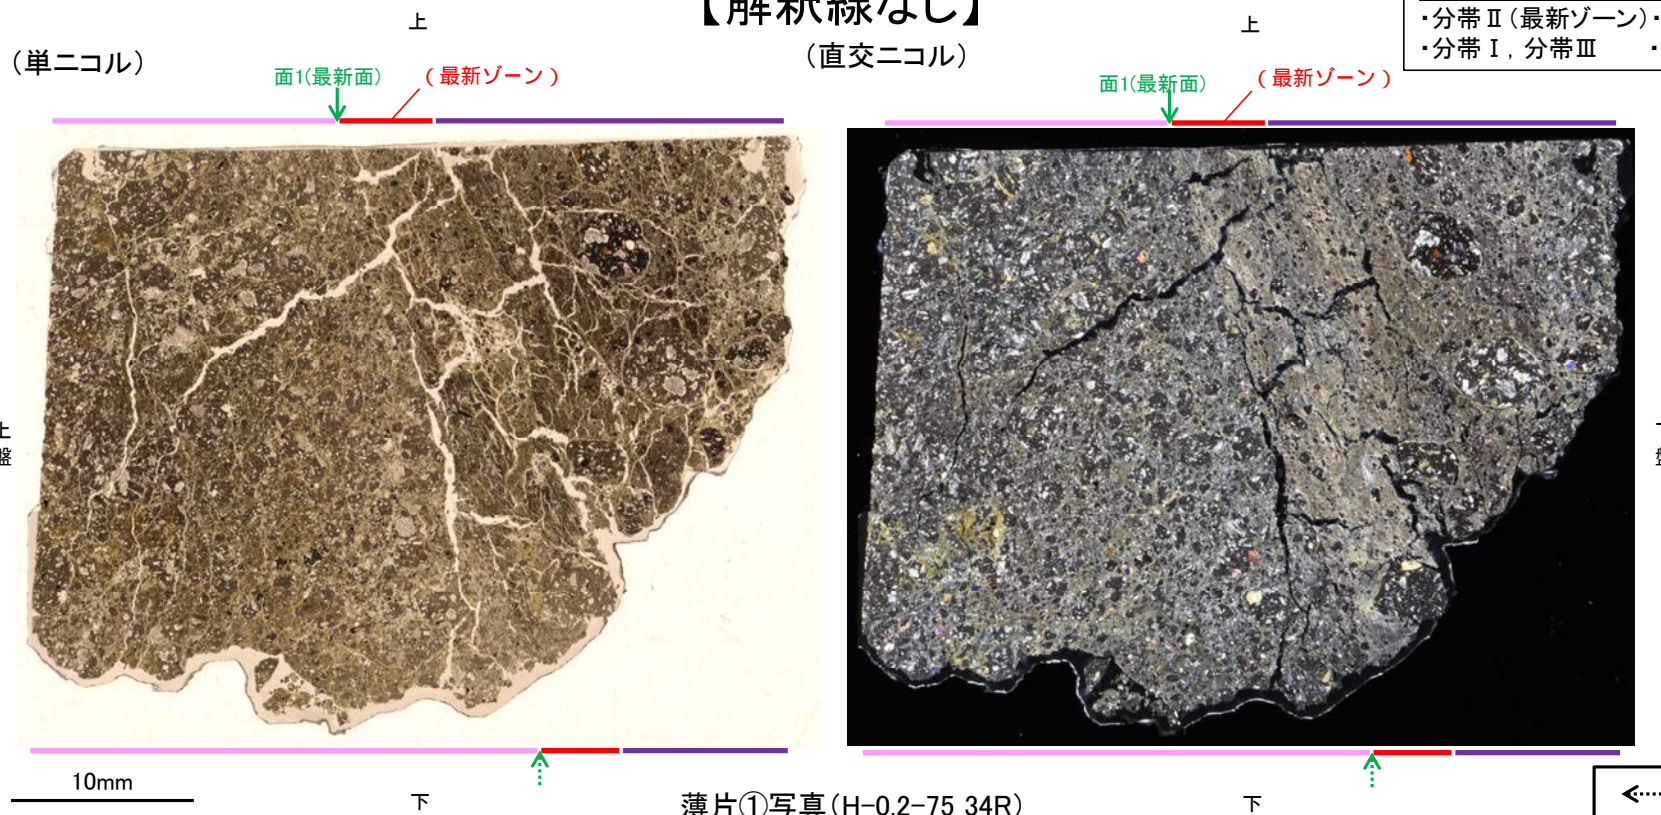 【解釈線なし】
上
上
・分帯Ⅱ(最新ゾーン)・
・分帯Ⅰ, 分帯Ⅲ ・
(単ニコル)
(直交ニコル)
面1(最新面)
(最新ゾーン)
面1(最新面)
(最新ゾーン)
上
盤
10mm
下
薄片①写真(H-0.2-75_34R)
下